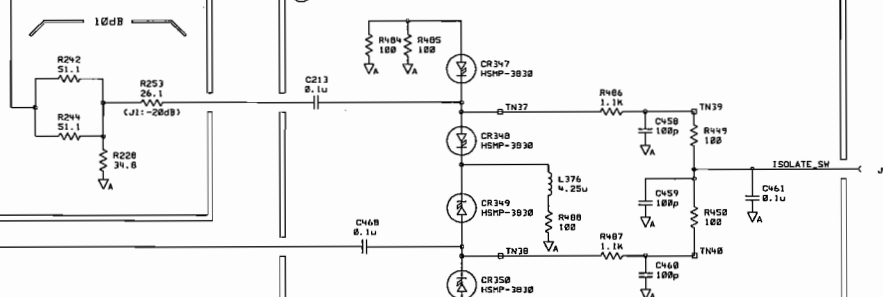 10dB
R242
51.1
R253
26.1
(J1:-20dB)
R244
51.1
R228
34.8
A
C213
0.1u
R484
100
R485
100
A
A
CR347
HSMP-3830
TN37
CR348
HSMP-3830
R486
1.1K
TN39
C458
100p
A
R449
100
L376
4.25u
R488
100
A
CR349
HSMP-3830
C459
100p
A
R450
100
ISOLATE_SW
J
C461
0.1u
A
C468
0.1u
TN38
R487
1.1K
TN40
C460
100p
A
CR350
HSMP-3830